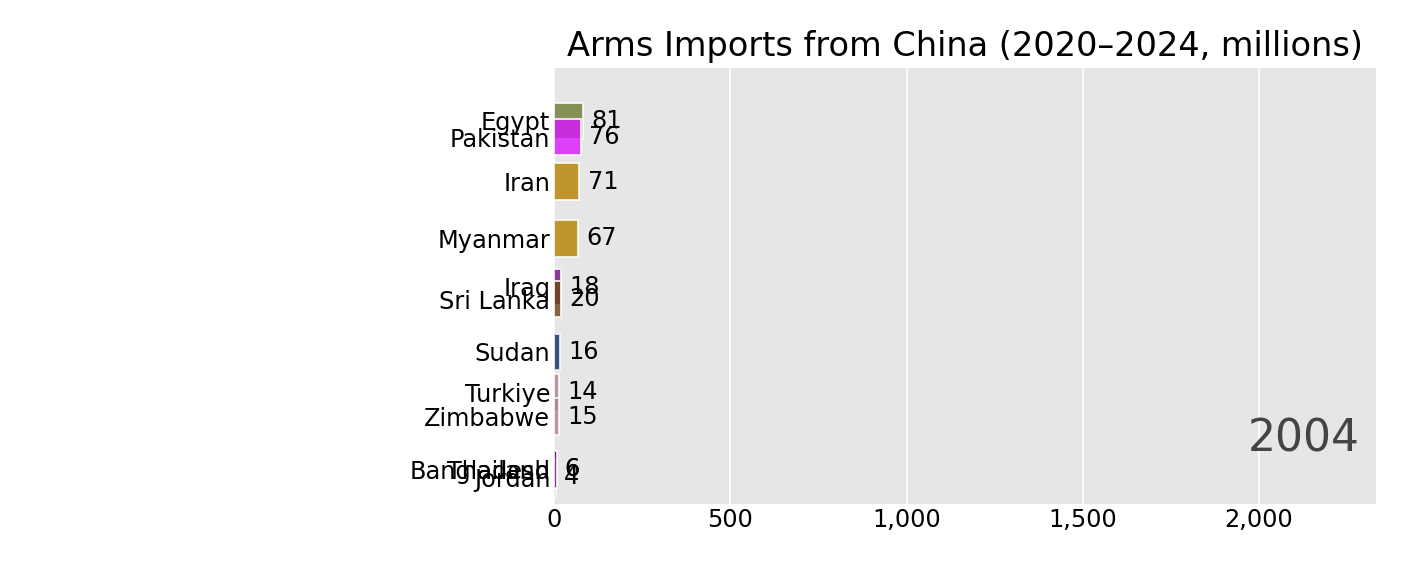 Arms Imports from China (2020–2024, millions)
Egypt 81
Pakistan 76
Iran 71
Myanmar 67
Iraq 18
Sri Lanka 20
Sudan 16
Turkiye 14
Zimbabwe 15
Bangladesh 6
Thailand
Jordan 4
2004
0 500 1,000 1,500 2,000